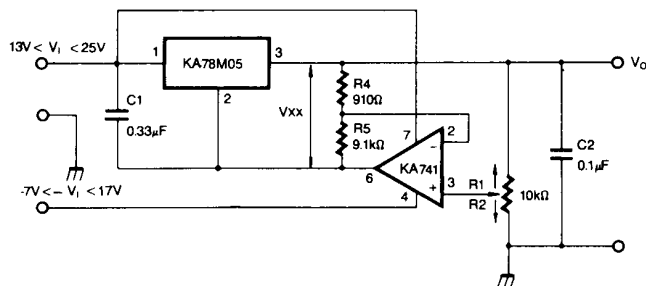 13V < VI < 25V
1
KA78M05
3
2
C1
0.33μF
Vxx
R4
910Ω
R5
9.1kΩ
7
2
−
KA741
+
3
6
4
R1
R2
10kΩ
C2
0.1μF
VO
-7V <− VI < 17V